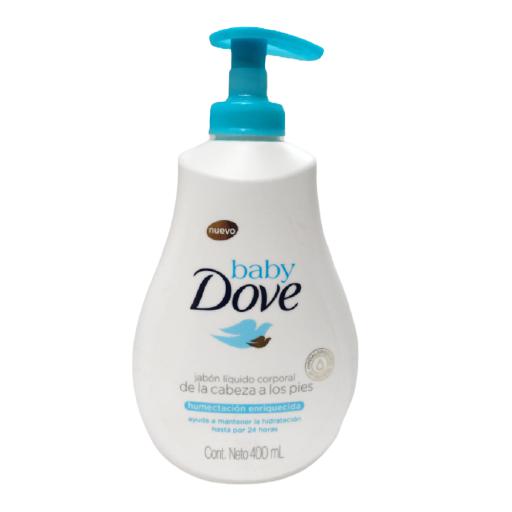 nuevo
baby
Dove
jabón líquido corporal
de la cabeza a los pies
humectación enriquecida
ayuda a mantener la hidratación
hasta por 24 horas
Cont. Neto 400 mL